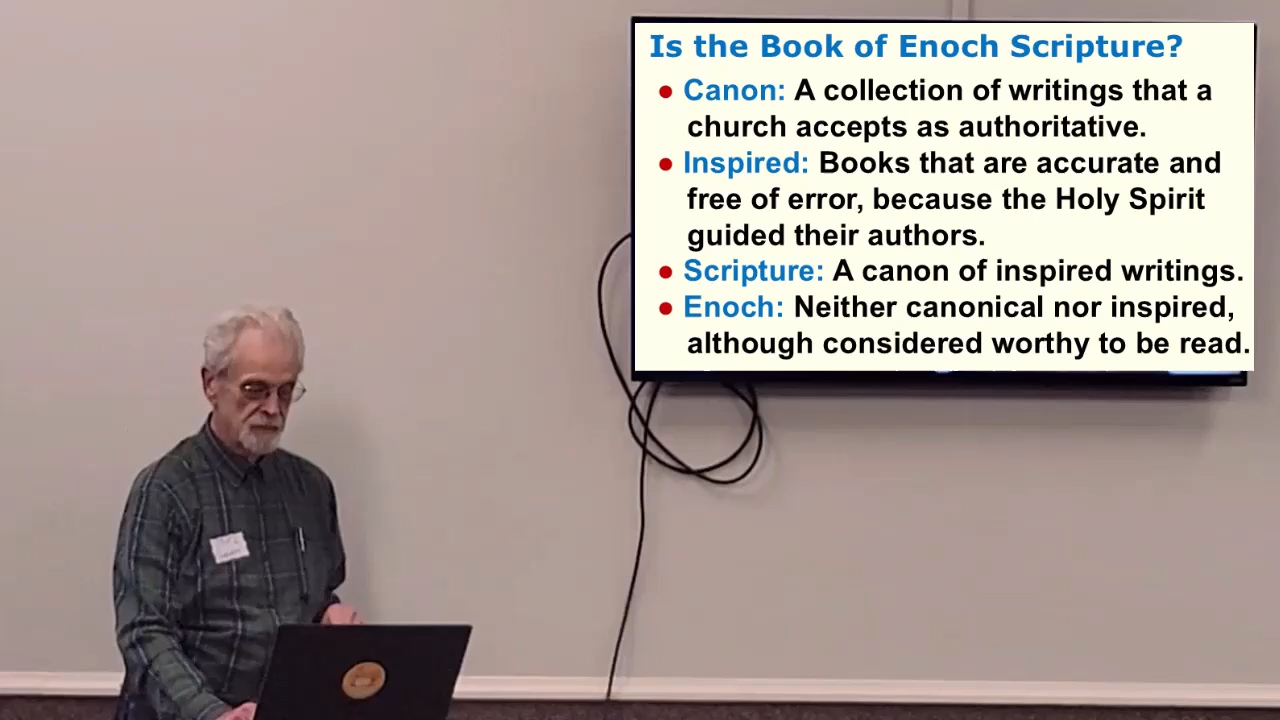 Is the Book of Enoch Scripture?
● Canon: A collection of writings that a
church accepts as authoritative.
● Inspired: Books that are accurate and
free of error, because the Holy Spirit
guided their authors.
● Scripture: A canon of inspired writings.
● Enoch: Neither canonical nor inspired,
although considered worthy to be read.